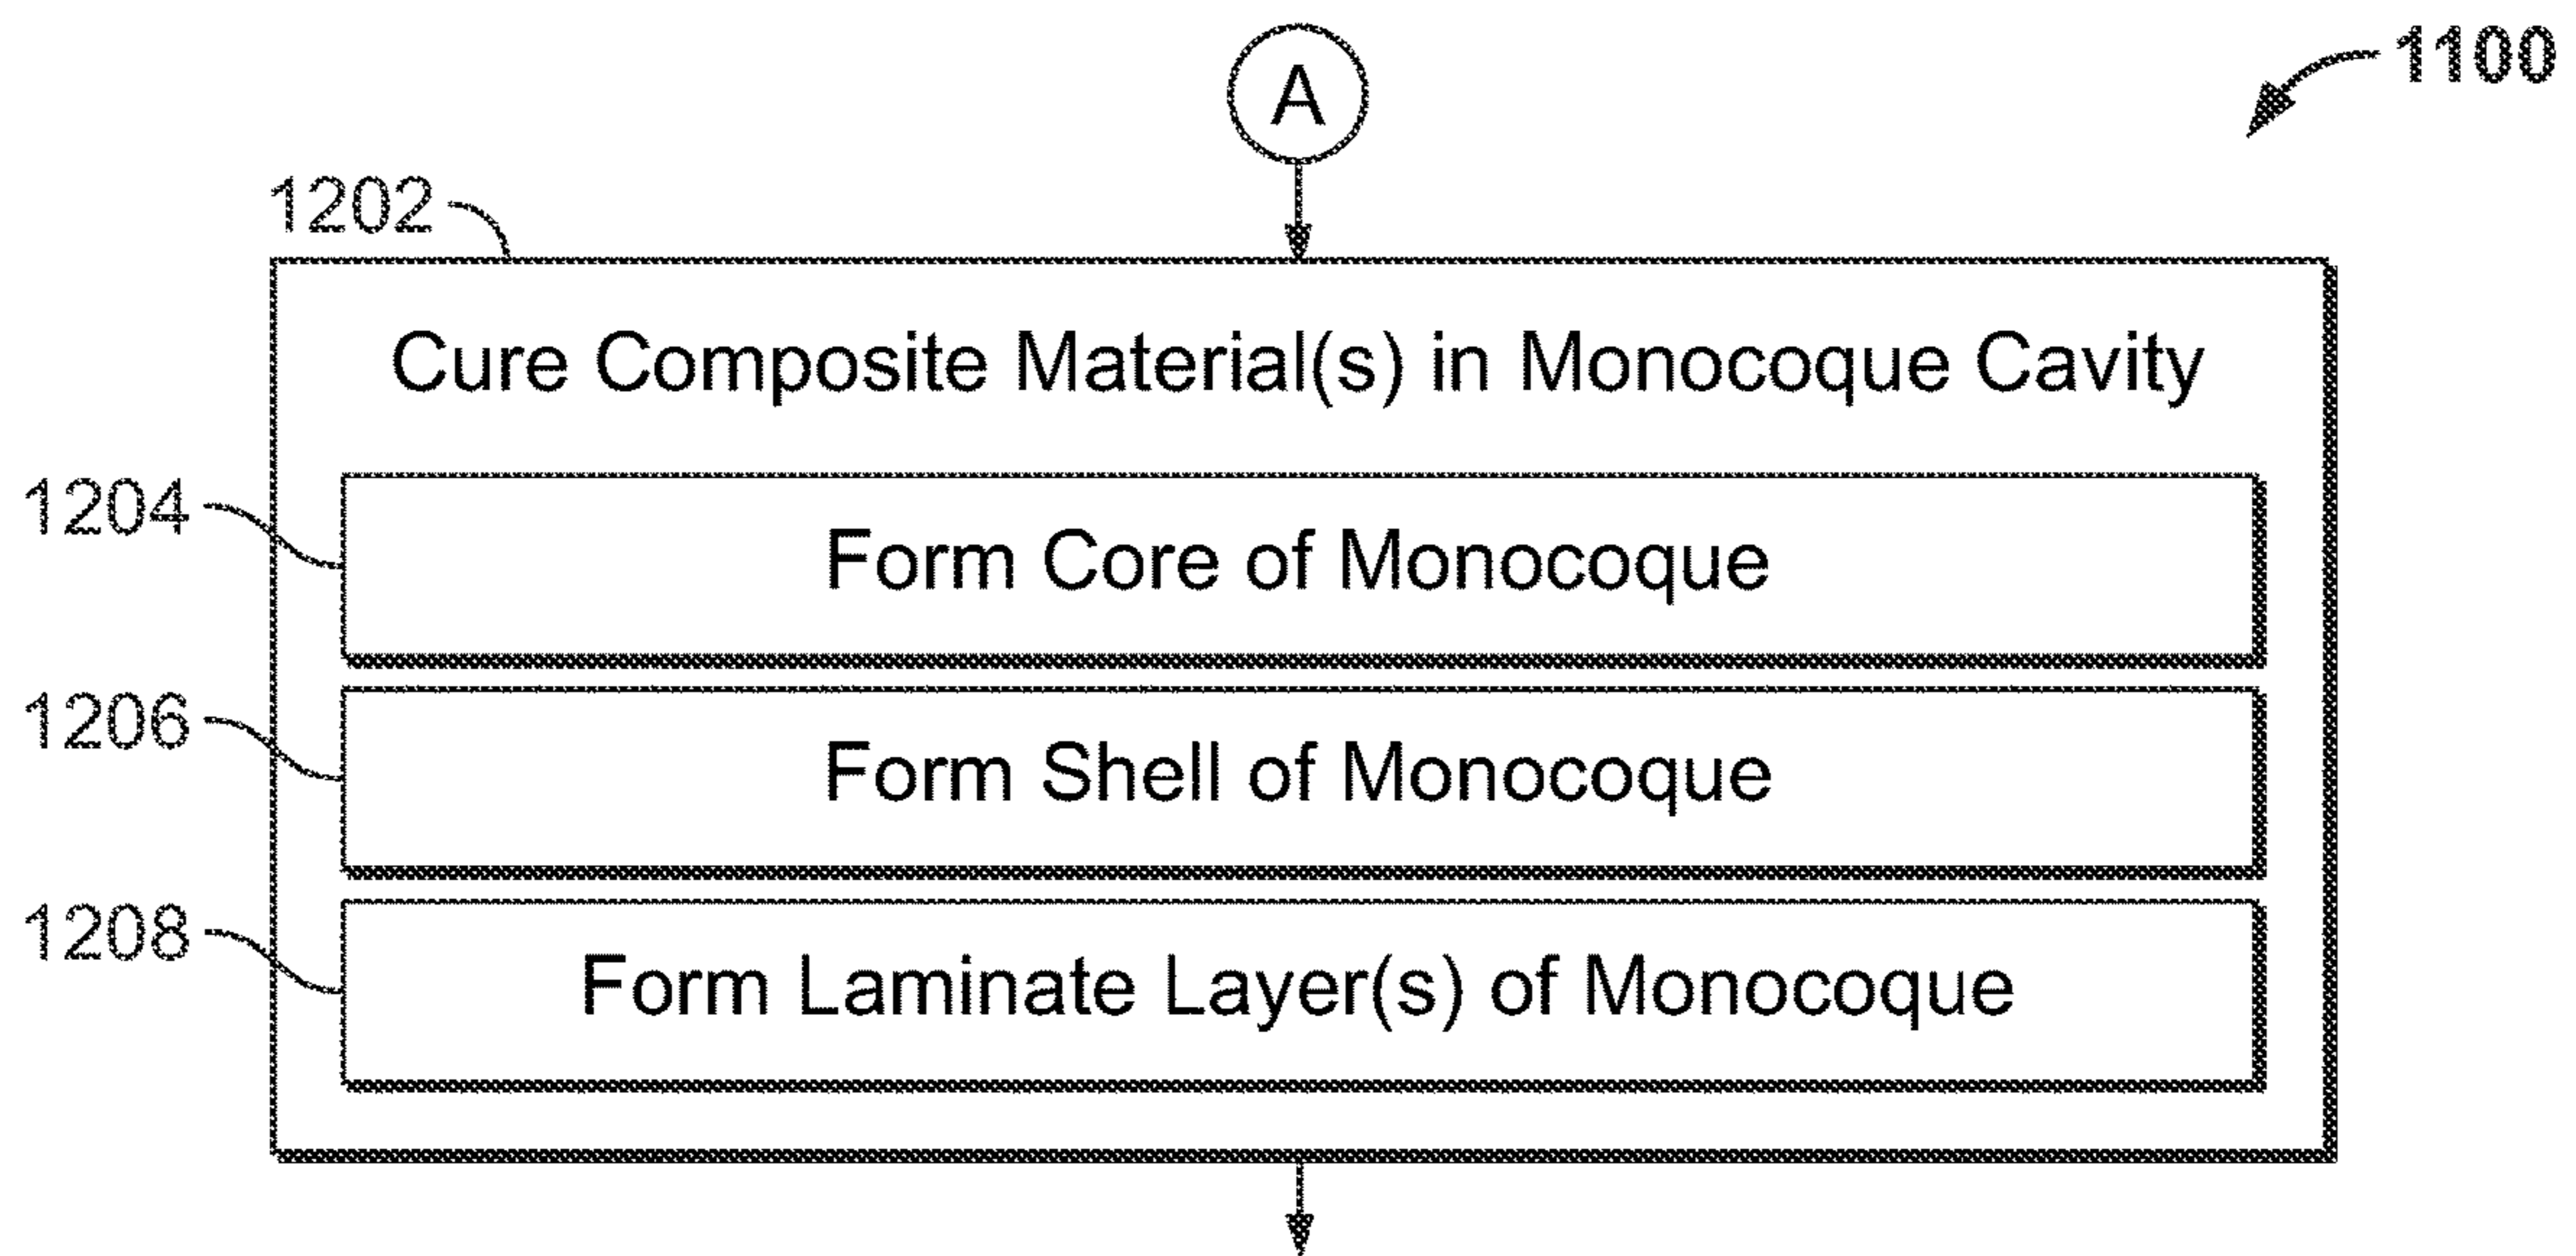 1100
A
1202
Cure Composite Material(s) in Monocoque Cavity
1204
Form Core of Monocoque
1206
Form Shell of Monocoque
1208
Form Laminate Layer(s) of Monocoque